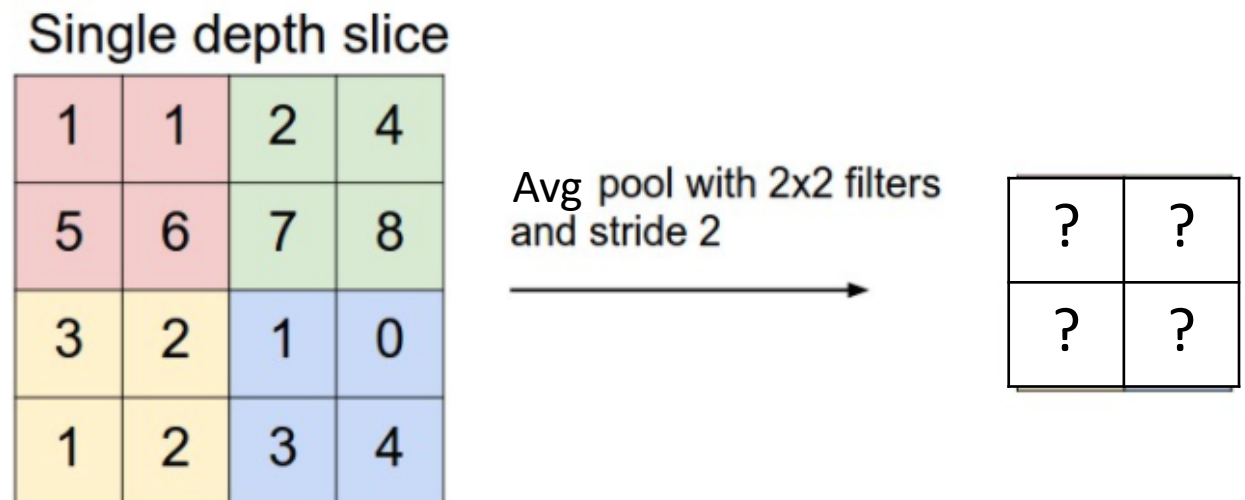 Single depth slice
1 1 2 4
5 6 7 8
3 2 1 0
1 2 3 4
Avg pool with 2x2 filters
and stride 2
? ?
? ?